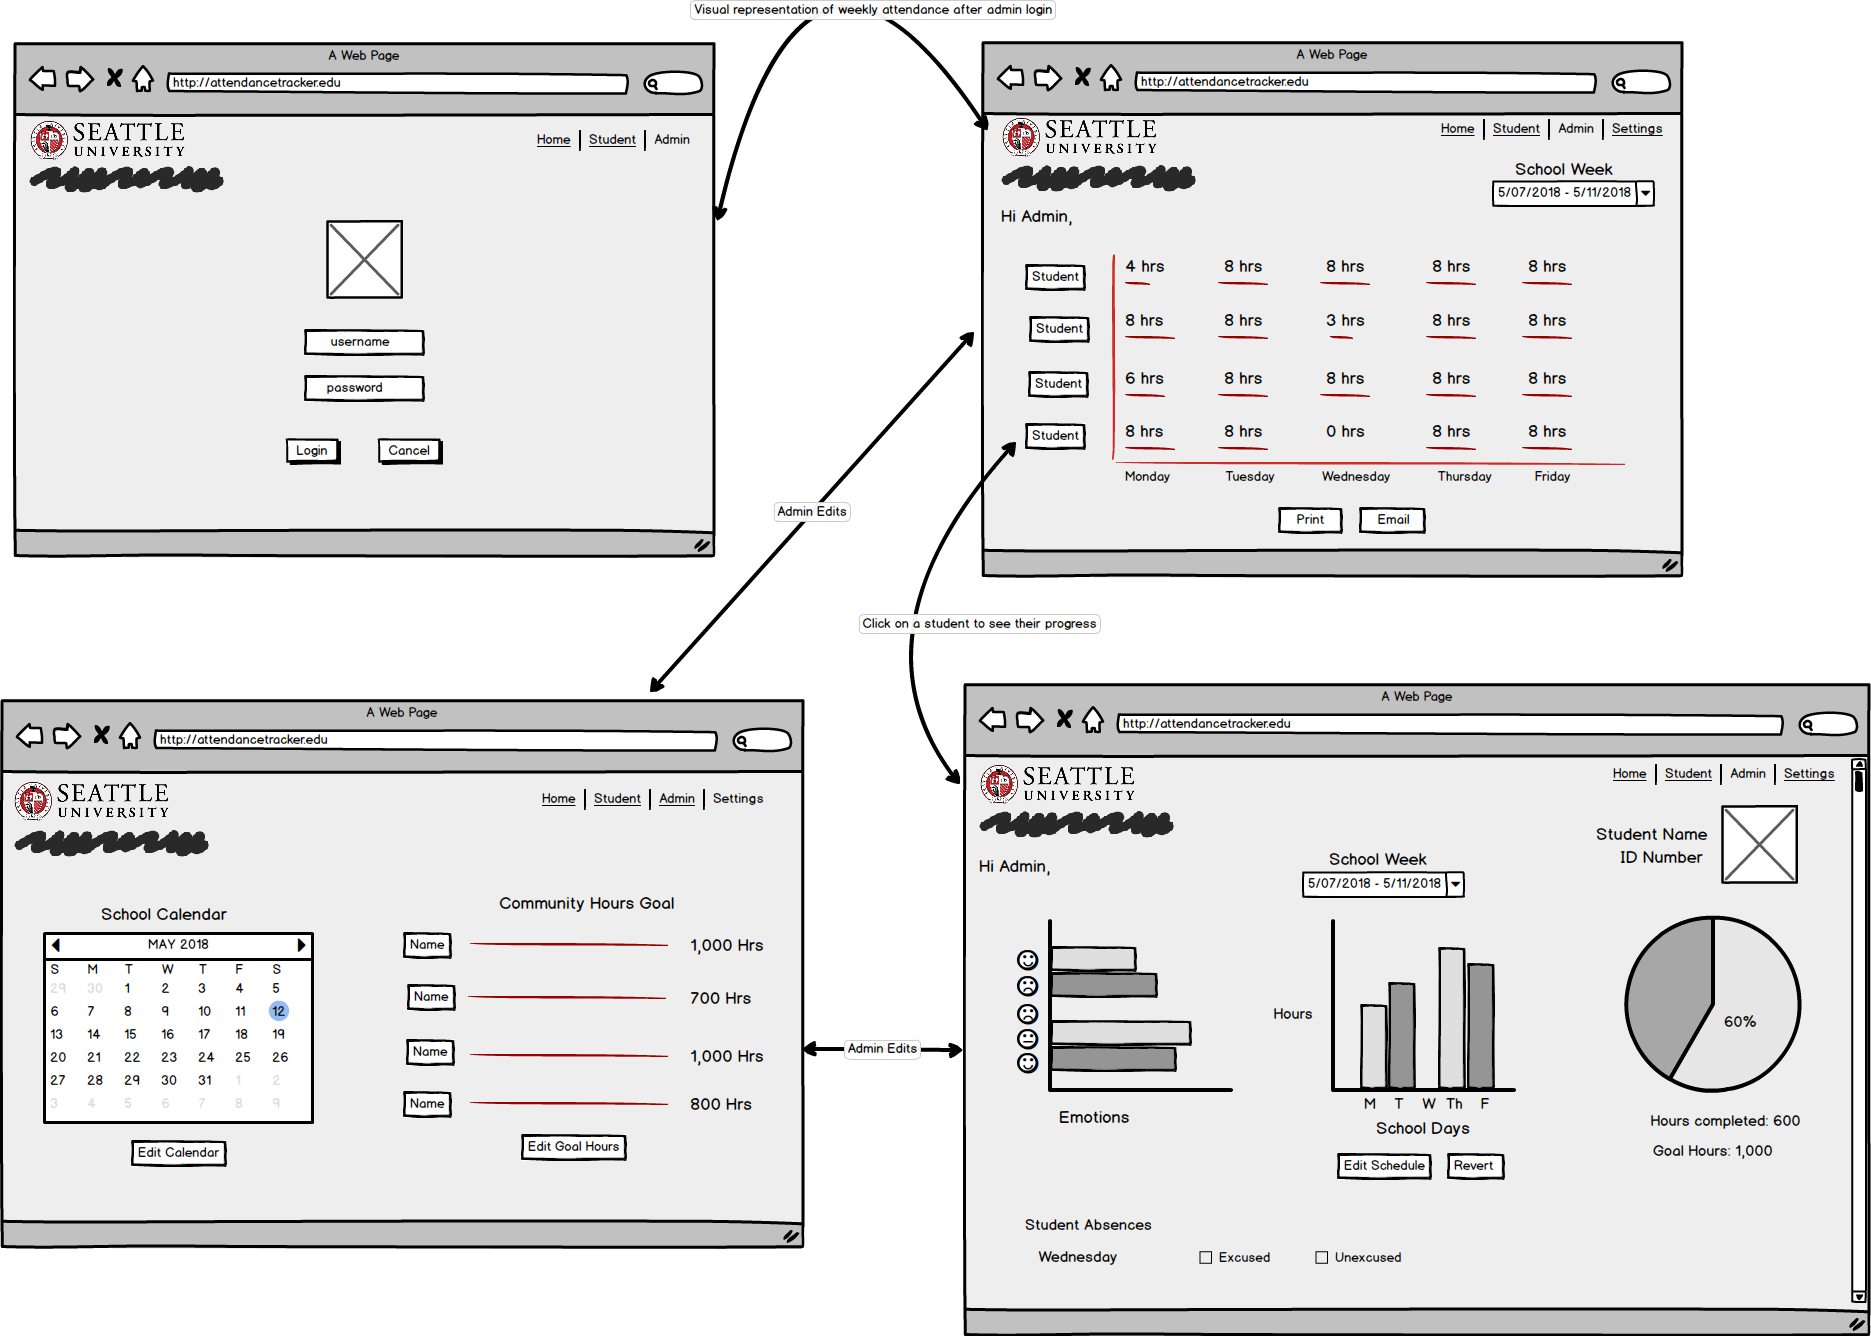 Visual representation of weekly attendance after admin login
A Web Page
http://attendancetracker.edu
SEATTLE
UNIVERSITY
Home Student Admin
username
password
Login Cancel
A Web Page
http://attendancetracker.edu
SEATTLE
UNIVERSITY
Home Student Admin Settings
School Week
5/07/2018 - 5/11/2018
Hi Admin,
Student 4 hrs 8 hrs 8 hrs 8 hrs 8 hrs
Student 8 hrs 8 hrs 3 hrs 8 hrs 8 hrs
Student 6 hrs 8 hrs 8 hrs 8 hrs 8 hrs
Student 8 hrs 8 hrs 0 hrs 8 hrs 8 hrs
Monday Tuesday Wednesday Thursday Friday
Print Email
Admin Edits
Click on a student to see their progress
A Web Page
http://attendancetracker.edu
SEATTLE
UNIVERSITY
Home Student Admin Settings
School Calendar
MAY 2018
S M T W T F S
29 30 1 2 3 4 5
6 7 8 9 10 11 12
13 14 15 16 17 18 19
20 21 22 23 24 25 26
27 28 29 30 31 1 2
3 4 5 6 7 8 9
Edit Calendar
Community Hours Goal
Name 1,000 Hrs
Name 700 Hrs
Name 1,000 Hrs
Name 800 Hrs
Edit Goal Hours
Admin Edits
A Web Page
http://attendancetracker.edu
SEATTLE
UNIVERSITY
Home Student Admin Settings
Student Name
ID Number
Hi Admin,
School Week
5/07/2018 - 5/11/2018
Emotions
Hours
M T W Th F
School Days
Edit Schedule Revert
60%
Hours completed: 600
Goal Hours: 1,000
Student Absences
Wednesday Excused Unexcused